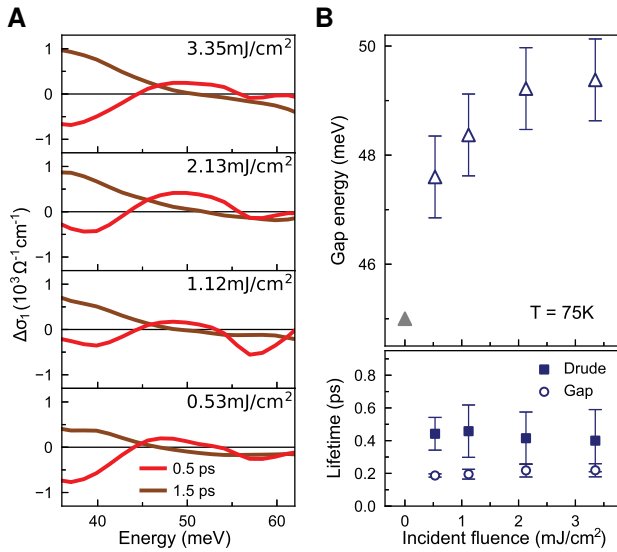 A
B
3.35mJ/cm²
2.13mJ/cm²
1.12mJ/cm²
0.53mJ/cm²
1
0
−1
1
0
−1
1
0
−1
1
0
−1
Δσ₁ (10³ Ω⁻¹cm⁻¹)
0.5 ps
1.5 ps
40
50
60
Energy (meV)
50
48
46
Gap energy (meV)
T = 75K
0.8
0.6
0.4
0.2
0.0
Lifetime (ps)
Drude
Gap
0
1
2
3
Incident fluence (mJ/cm²)